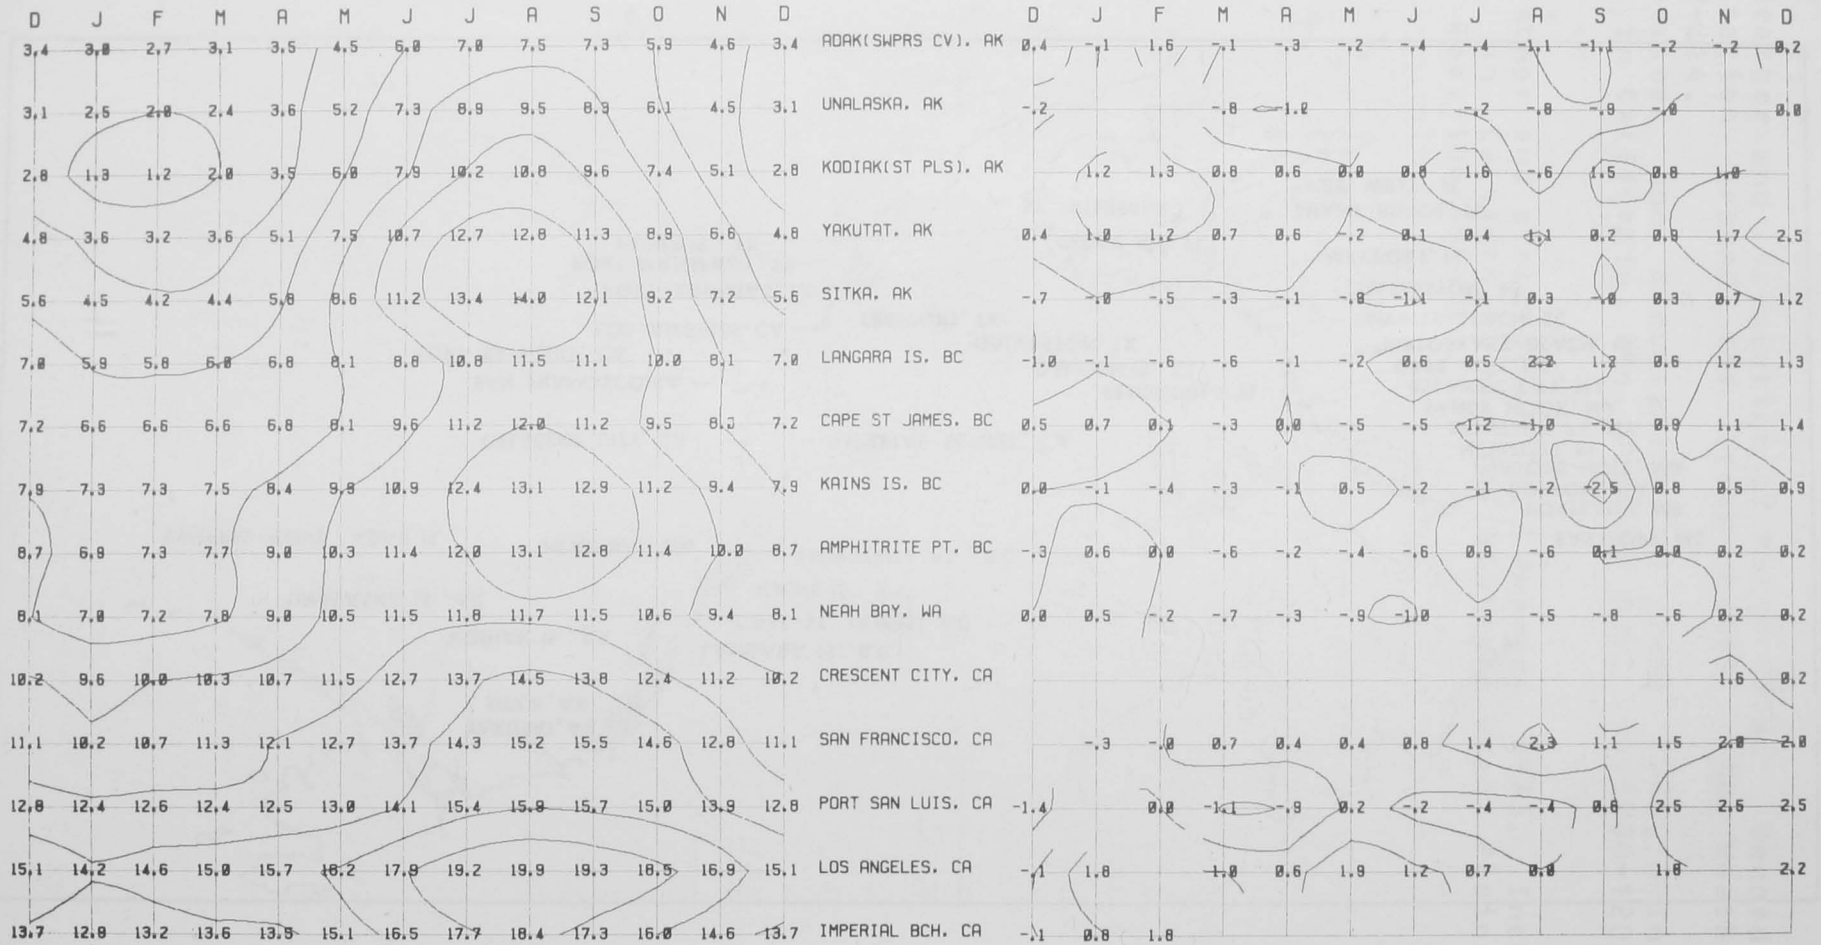 D J F M A M J J A S O N D D J F M A M J J A S O N D
3.4 3.0 2.7 3.1 3.5 4.5 6.0 7.0 7.5 7.3 5.9 4.6 3.4 ADAK(SWPRS CV). AK 0.4 -.1 1.6 -.1 -.3 -.2 -.4 -.4 -1.1 -1.1 -.2 -.2 0.2
3.1 2.5 2.0 2.4 3.6 5.2 7.3 8.9 9.5 8.9 6.1 4.5 3.1 UNALASKA. AK -.2 -.8 -1.0 -.2 -.8 -.9 -.0 0.0
2.8 1.3 1.2 2.0 3.5 6.0 7.9 10.2 10.8 9.6 7.4 5.1 2.8 KODIAK(ST PLS). AK 1.2 1.3 0.8 0.6 0.0 0.8 1.6 -.6 1.5 0.8 1.0
4.8 3.6 3.2 3.6 5.1 7.5 10.7 12.7 12.8 11.3 8.9 6.6 4.8 YAKUTAT. AK 0.4 1.0 1.2 0.7 0.6 -.2 0.1 0.4 1.1 0.2 0.9 1.7 2.5
5.6 4.5 4.2 4.4 5.8 8.6 11.2 13.4 14.0 12.1 9.2 7.2 5.6 SITKA. AK -.7 -.0 -.5 -.3 -.1 -.9 -1.1 -.1 0.3 -.0 0.3 0.7 1.2
7.0 5.9 5.8 6.0 6.8 8.1 8.8 10.8 11.5 11.1 10.0 8.1 7.0 LANGARA IS. BC -1.0 -.1 -.6 -.6 -.1 -.2 0.6 0.5 2.2 1.2 0.6 1.2 1.3
7.2 6.6 6.6 6.6 6.8 8.1 9.6 11.2 12.0 11.2 9.5 8.3 7.2 CAPE ST JAMES. BC 0.5 0.7 0.1 -.3 0.0 -.5 -.5 -1.2 -1.0 -.1 0.9 1.1 1.4
7.9 7.3 7.3 7.5 8.4 9.8 10.9 12.4 13.1 12.9 11.2 9.4 7.9 KAINS IS. BC 0.0 -.1 -.4 -.3 -.1 0.5 -.2 -.1 -.2 -2.5 0.8 0.5 0.9
8.7 6.9 7.3 7.7 9.0 10.3 11.4 12.0 13.1 12.8 11.4 10.0 8.7 AMPHITRITE PT. BC -.3 0.6 0.0 -.6 -.2 -.4 -.6 0.9 -.6 0.1 0.0 0.2 0.2
8.1 7.0 7.2 7.8 9.0 10.5 11.5 11.8 11.7 11.5 10.6 9.4 8.1 NEAH BAY. WA 0.0 0.5 -.2 -.7 -.3 -.9 -1.0 -.3 -.5 -.8 -.6 0.2 0.2
10.2 9.6 10.0 10.3 10.7 11.5 12.7 13.7 14.5 13.8 12.4 11.2 10.2 CRESCENT CITY. CA 1.6 0.2
11.1 10.2 10.7 11.3 12.1 12.7 13.7 14.3 15.2 15.5 14.6 12.8 11.1 SAN FRANCISCO. CA -.3 -.0 0.7 0.4 0.4 0.8 1.4 2.3 1.1 1.5 2.0 2.0
12.8 12.4 12.6 12.4 12.5 13.0 14.1 15.4 15.9 15.7 15.0 13.9 12.8 PORT SAN LUIS. CA -1.4 0.0 -1.1 -.9 0.2 -.2 -.4 -.4 0.6 2.5 2.6 2.5
15.1 14.2 14.6 15.0 15.7 16.2 17.9 19.2 19.9 19.3 18.5 16.9 15.1 LOS ANGELES. CA -.1 1.8 1.0 0.6 1.9 1.2 0.7 0.0 1.8 2.2
13.7 12.9 13.2 13.6 13.5 15.1 16.5 17.7 18.4 17.3 16.0 14.6 13.7 IMPERIAL BCH. CA -.1 0.8 1.8